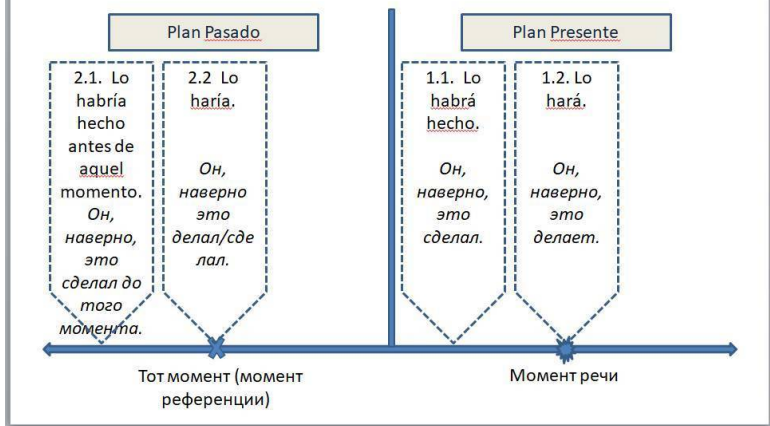 Plan Pasado
Plan Presente
2.1. Lo
habría
hecho
antes de
aquel
momento.
Он,
наверно,
это
сделал до
того
момента.
2.2 Lo
haría.
Он,
наверно
это
делал/сде
лал.
1.1. Lo
habrá
hecho.
Он,
наверно,
это
сделал.
1.2. Lo
hará.
Он,
наверно,
это
делает.
Тот момент (момент
референции)
Момент речи